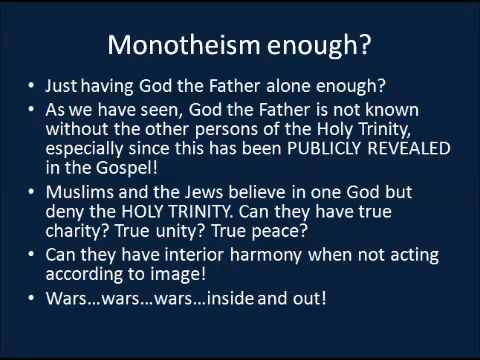 Monotheism enough?
• Just having God the Father alone enough?
• As we have seen, God the Father is not known
without the other persons of the Holy Trinity,
especially since this has been PUBLICLY REVEALED
in the Gospel!
• Muslims and the Jews believe in one God but
deny the HOLY TRINITY. Can they have true
charity? True unity? True peace?
• Can they have interior harmony when not acting
according to image!
• Wars…wars…wars…inside and out!